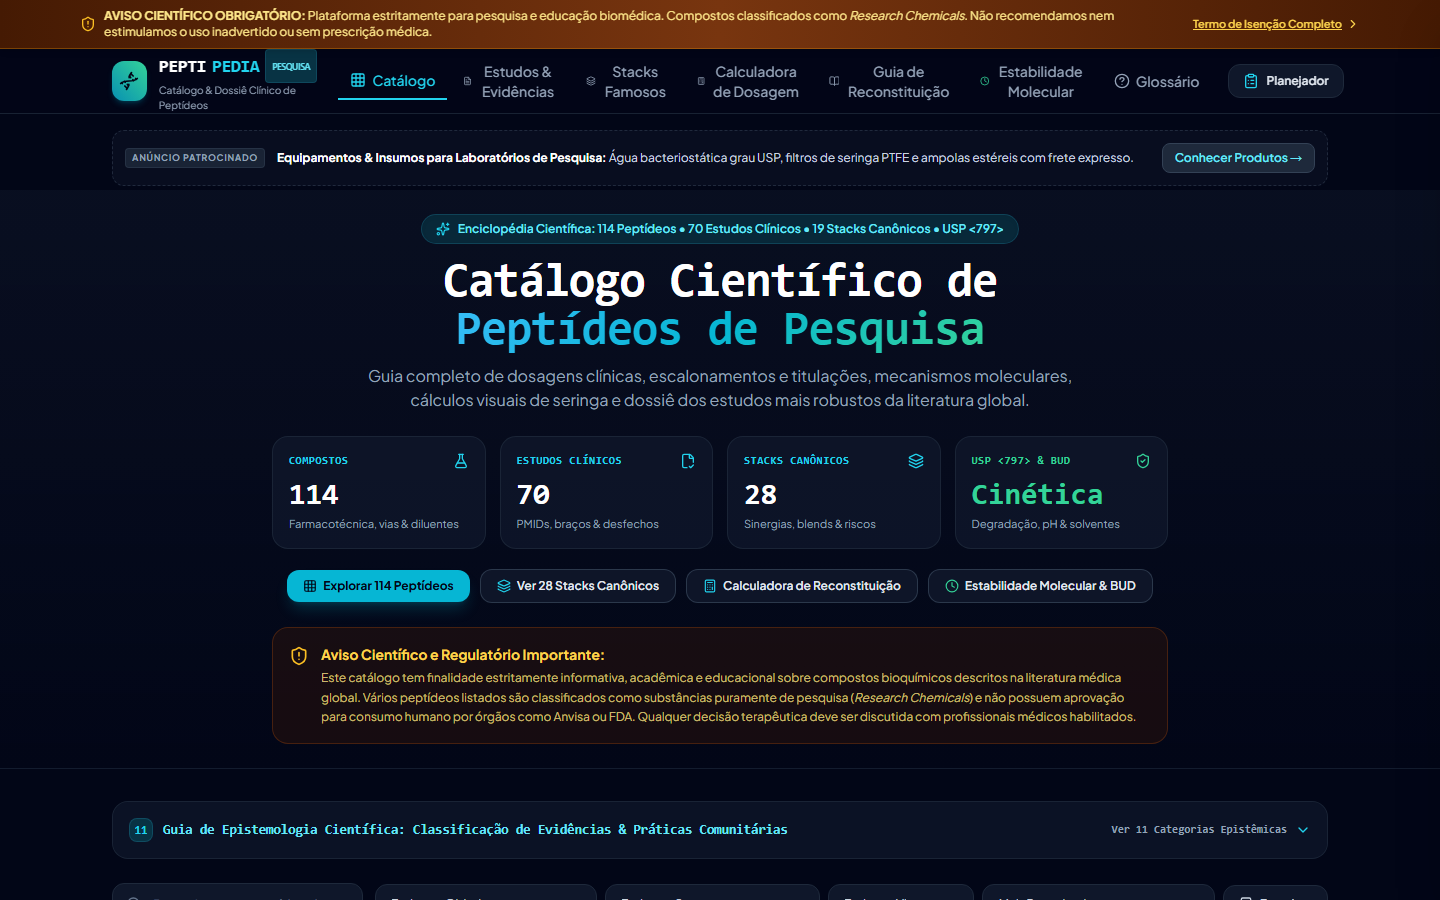 AVISO CIENTÍFICO OBRIGATÓRIO: Plataforma estritamente para pesquisa e educação biomédica. Compostos classificados como Research Chemicals. Não recomendamos nem
estimulamos o uso inadvertido ou sem prescrição médica.
Termo de Isenção Completo
PEPTI PEDIA PESQUISA
Catálogo & Dossiê Clínico de
Peptídeos
Catálogo
Estudos &
Evidências
Stacks
Famosos
Calculadora
de Dosagem
Guia de
Reconstituição
Estabilidade
Molecular
Glossário
Planejador
ANÚNCIO PATROCINADO
Equipamentos & Insumos para Laboratórios de Pesquisa: Água bacteriostática grau USP, filtros de seringa PTFE e ampolas estéreis com frete expresso.
Conhecer Produtos →
Enciclopédia Científica: 114 Peptídeos • 70 Estudos Clínicos • 19 Stacks Canônicos • USP <797>
Catálogo Científico de
Peptídeos de Pesquisa
Guia completo de dosagens clínicas, escalonamentos e titulações, mecanismos moleculares,
cálculos visuais de seringa e dossiê dos estudos mais robustos da literatura global.
COMPOSTOS
114
Farmacotécnica, vias & diluentes
ESTUDOS CLÍNICOS
70
PMIDs, braços & desfechos
STACKS CANÔNICOS
28
Sinergias, blends & riscos
USP <797> & BUD
Cinética
Degradação, pH & solventes
Explorar 114 Peptídeos
Ver 28 Stacks Canônicos
Calculadora de Reconstituição
Estabilidade Molecular & BUD
Aviso Científico e Regulatório Importante:
Este catálogo tem finalidade estritamente informativa, acadêmica e educacional sobre compostos bioquímicos descritos na literatura médica
global. Vários peptídeos listados são classificados como substâncias puramente de pesquisa (Research Chemicals) e não possuem aprovação
para consumo humano por órgãos como Anvisa ou FDA. Qualquer decisão terapêutica deve ser discutida com profissionais médicos habilitados.
11 Guia de Epistemologia Científica: Classificação de Evidências & Práticas Comunitárias
Ver 11 Categorias Epistêmicas